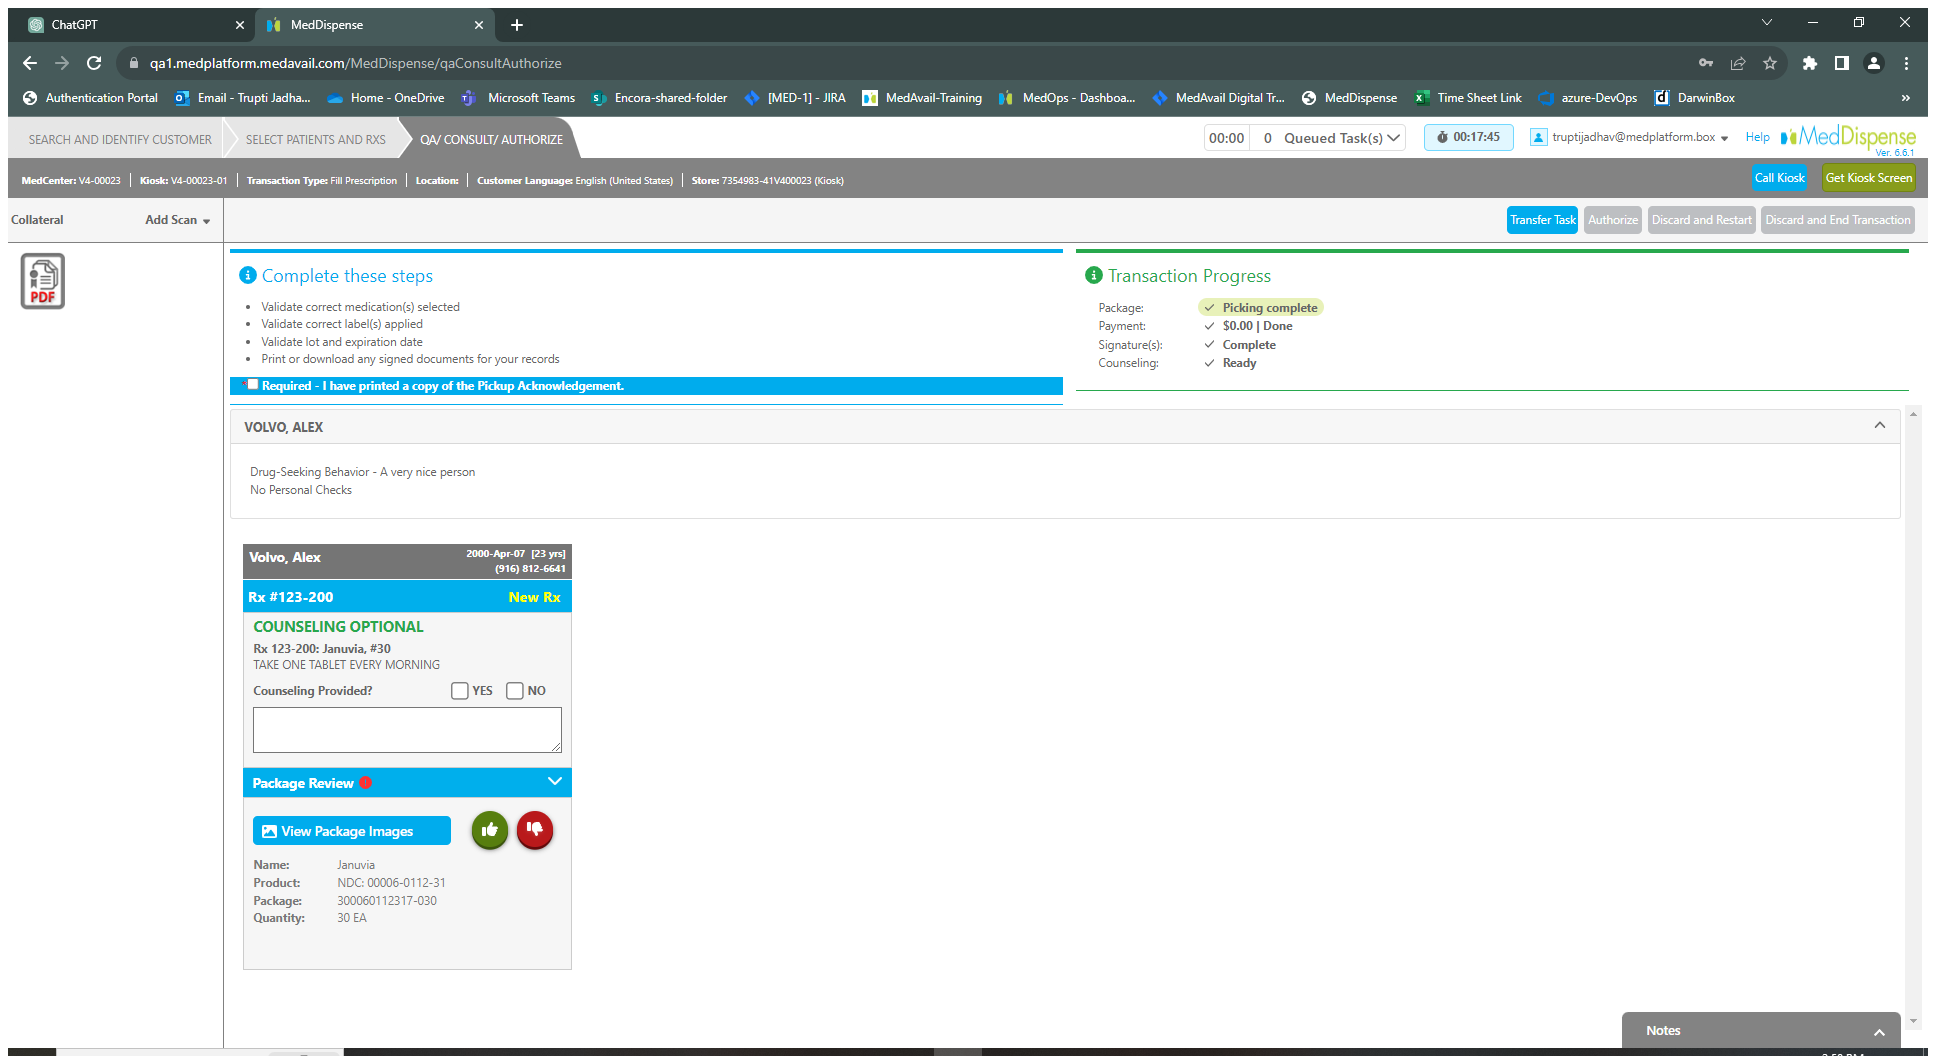 ChatGPT
MedDispense
qa1.medplatform.medavail.com/MedDispense/qaConsultAuthorize
Authentication Portal Email - Trupti Jadha... Home - OneDrive Microsoft Teams Encora-shared-folder [MED-1] - JIRA MedAvail-Training MedOps - Dashboa... MedAvail Digital Tr... MedDispense Time Sheet Link azure-DevOps DarwinBox »
SEARCH AND IDENTIFY CUSTOMER SELECT PATIENTS AND RXS QA/ CONSULT/ AUTHORIZE 00:00 0 Queued Task(s) 00:17:45 truptijadhav@medplatform.box Help MedDispense
Ver. 6.6.1
MedCenter: V4-00023 Kiosk: V4-00023-01 Transaction Type: Fill Prescription Location: Customer Language: English (United States) Store: 7354983-41V400023 (Kiosk) Call Kiosk Get Kiosk Screen
Collateral Add Scan Transfer Task Authorize Discard and Restart Discard and End Transaction
PDF
Complete these steps
• Validate correct medication(s) selected
• Validate correct label(s) applied
• Validate lot and expiration date
• Print or download any signed documents for your records
* Required - I have printed a copy of the Pickup Acknowledgement.
Transaction Progress
Package: Picking complete
Payment: $0.00 | Done
Signature(s): Complete
Counseling: Ready
VOLVO, ALEX
Drug-Seeking Behavior - A very nice person
No Personal Checks
Volvo, Alex 2000-Apr-07 [23 yrs]
(916) 812-6641
Rx #123-200 New Rx
COUNSELING OPTIONAL
Rx 123-200: Januvia, #30
TAKE ONE TABLET EVERY MORNING
Counseling Provided? YES NO
Package Review
View Package Images
Name: Januvia
Product: NDC: 00006-0112-31
Package: 300060112317-030
Quantity: 30 EA
Notes